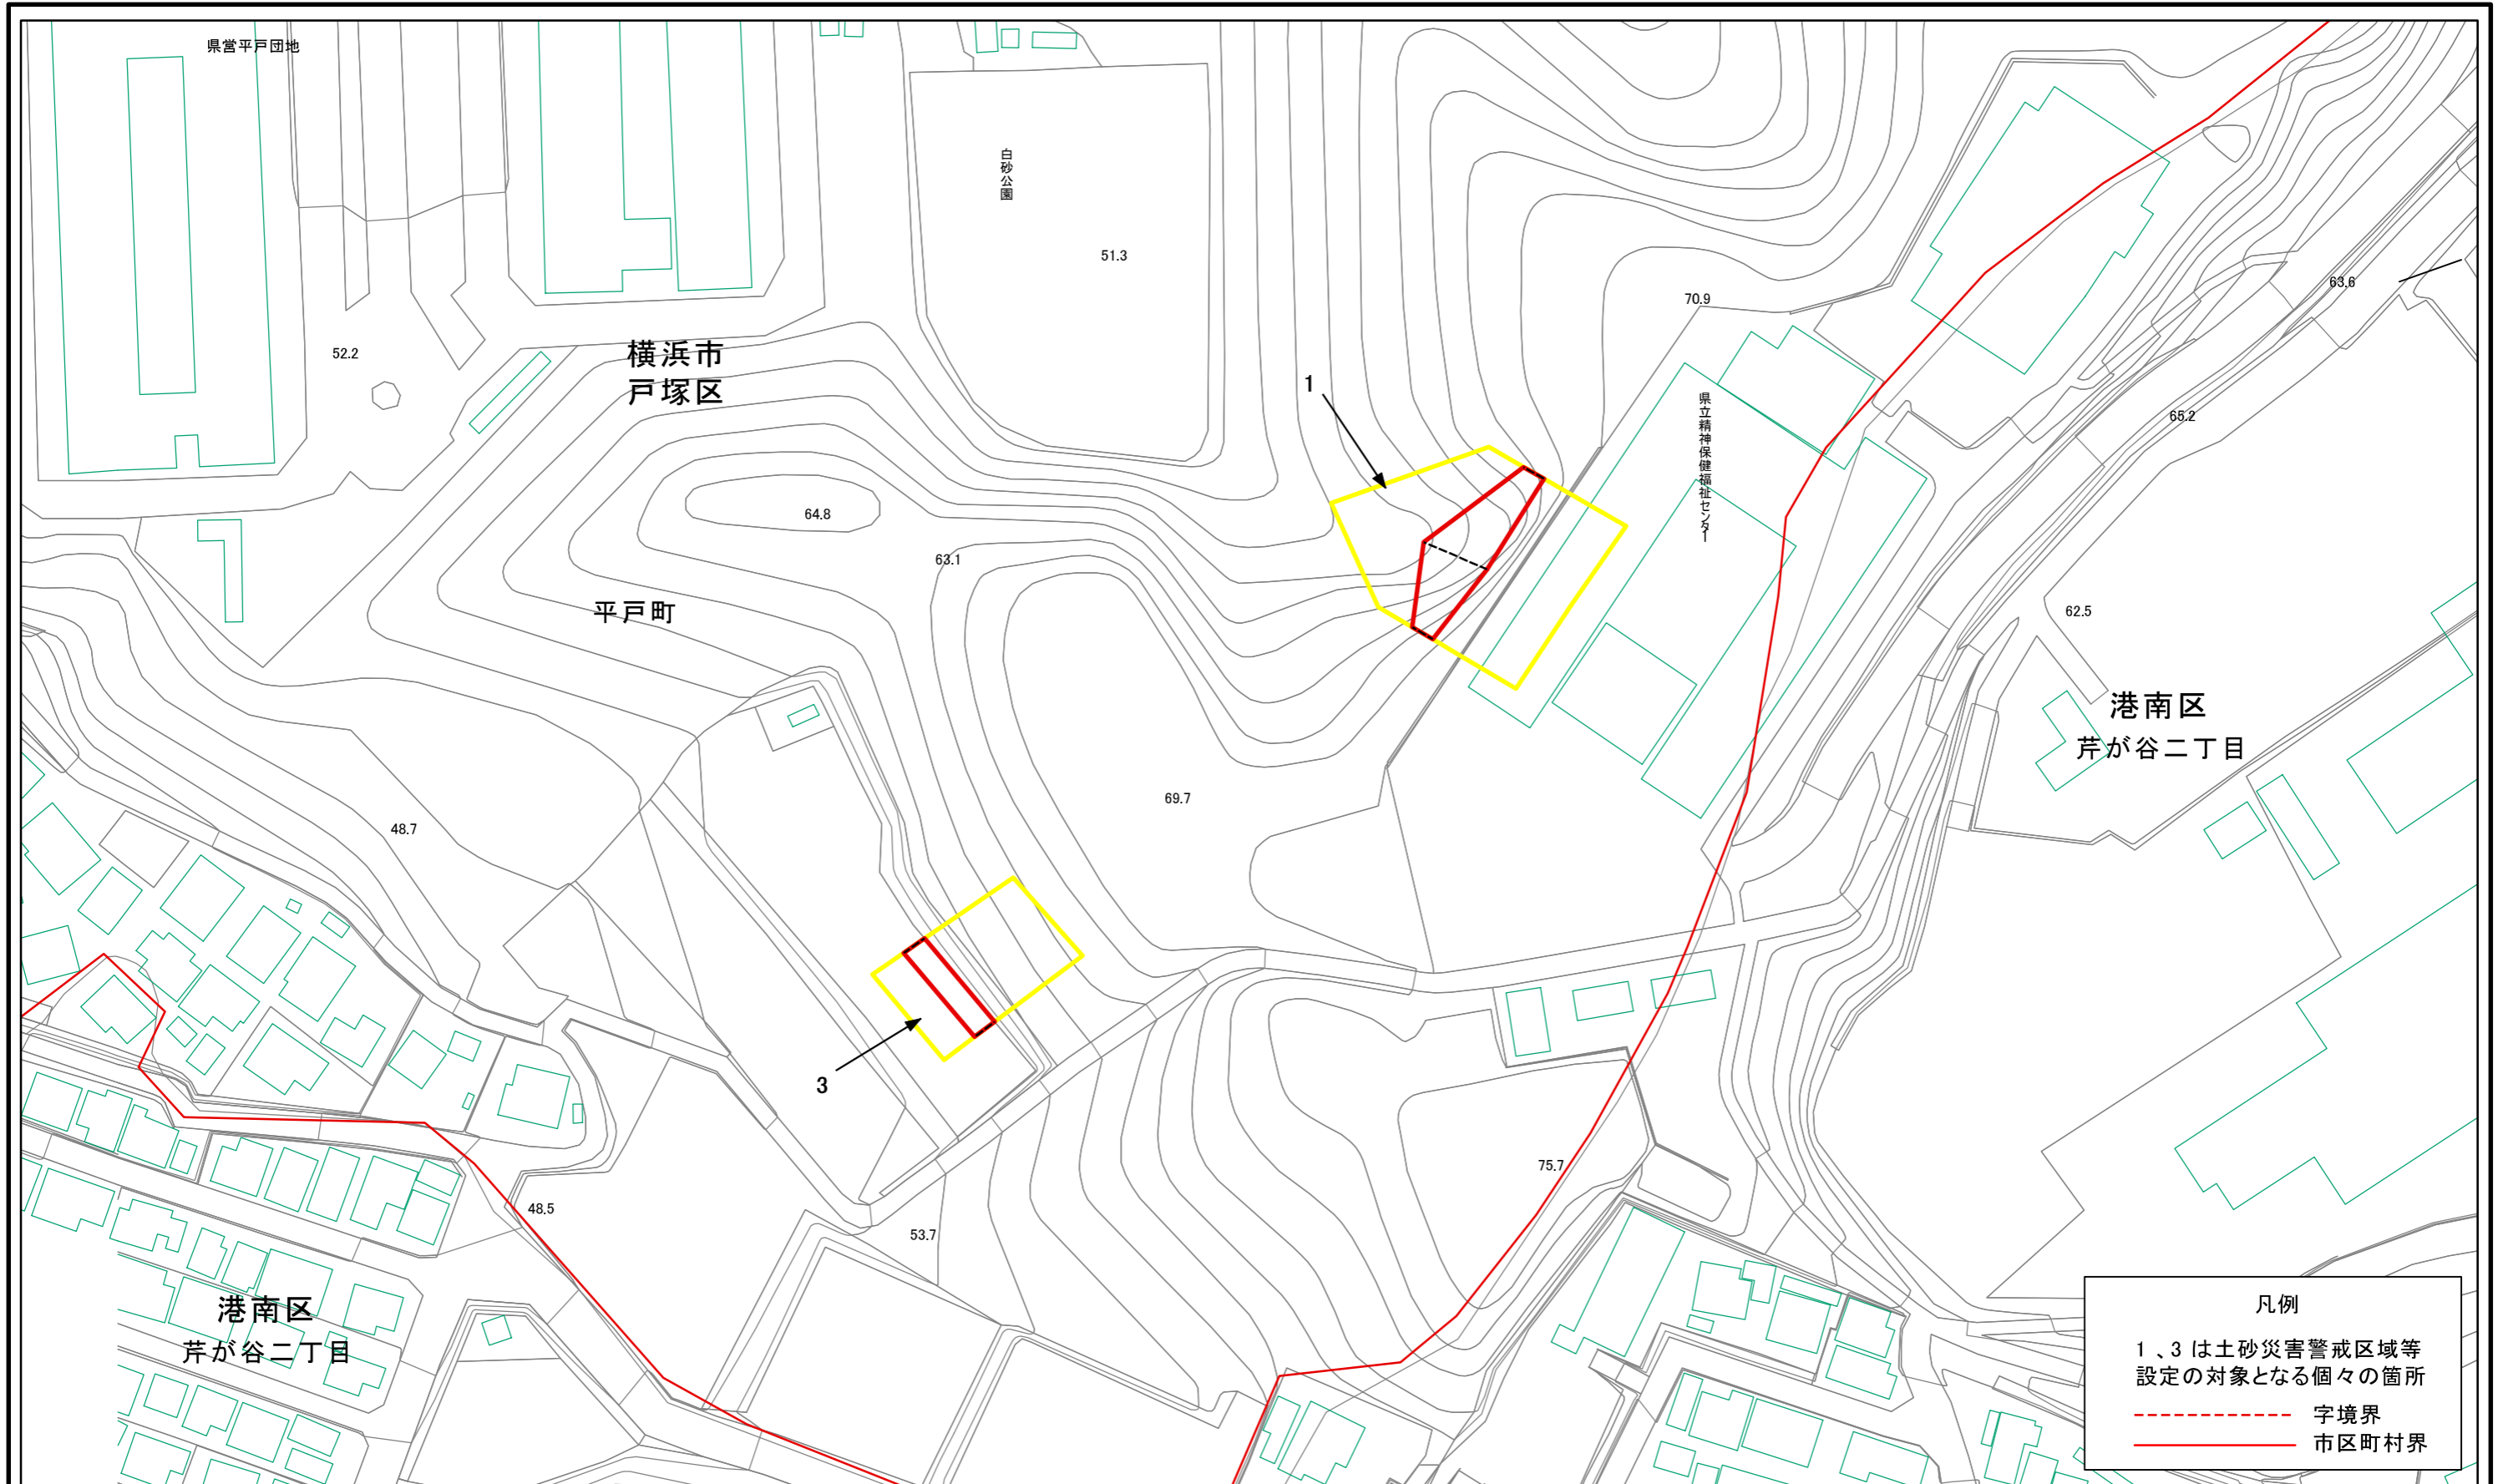 県営平戸団地
白砂公園
51.3
70.9
63.6
52.2
横浜市
戸塚区
1
県立精神保健福祉センター
65.2
64.8
63.1
平戸町
62.5
港南区
芹が谷二丁目
69.7
48.7
3
75.7
48.5
53.7
港南区
芹が谷二丁目
凡例
1 、3 は土砂災害警戒区域等
設定の対象となる個々の箇所
字境界
市区町村界